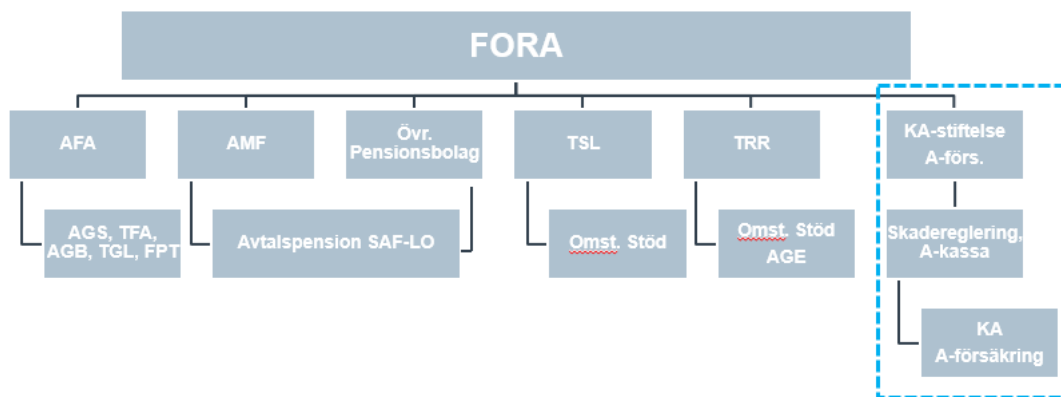 FORA
AFA
AMF
Övr.
Pensionsbolag
TSL
TRR
KA-stiftelse
A-förs.
AGS, TFA,
AGB, TGL, FPT
Avtalspension SAF-LO
Omst. Stöd
Omst. Stöd
AGE
Skadereglering,
A-kassa
KA
A-försäkring